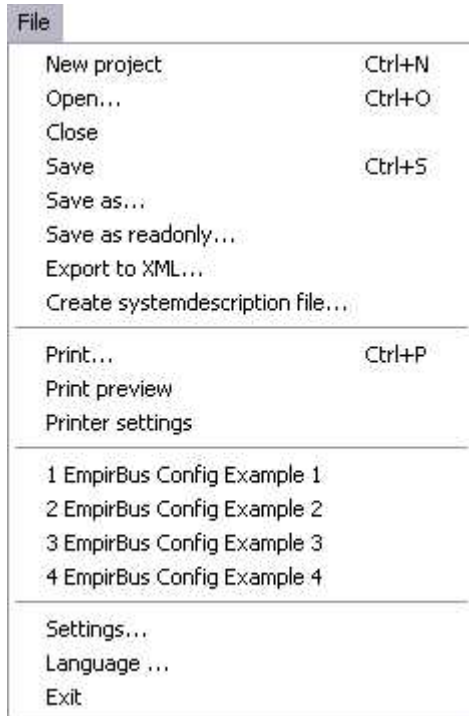 File
New project Ctrl+N
Open... Ctrl+O
Close
Save Ctrl+S
Save as...
Save as readonly...
Export to XML...
Create systemdescription file...
Print... Ctrl+P
Print preview
Printer settings
1 EmpirBus Config Example 1
2 EmpirBus Config Example 2
3 EmpirBus Config Example 3
4 EmpirBus Config Example 4
Settings...
Language ...
Exit